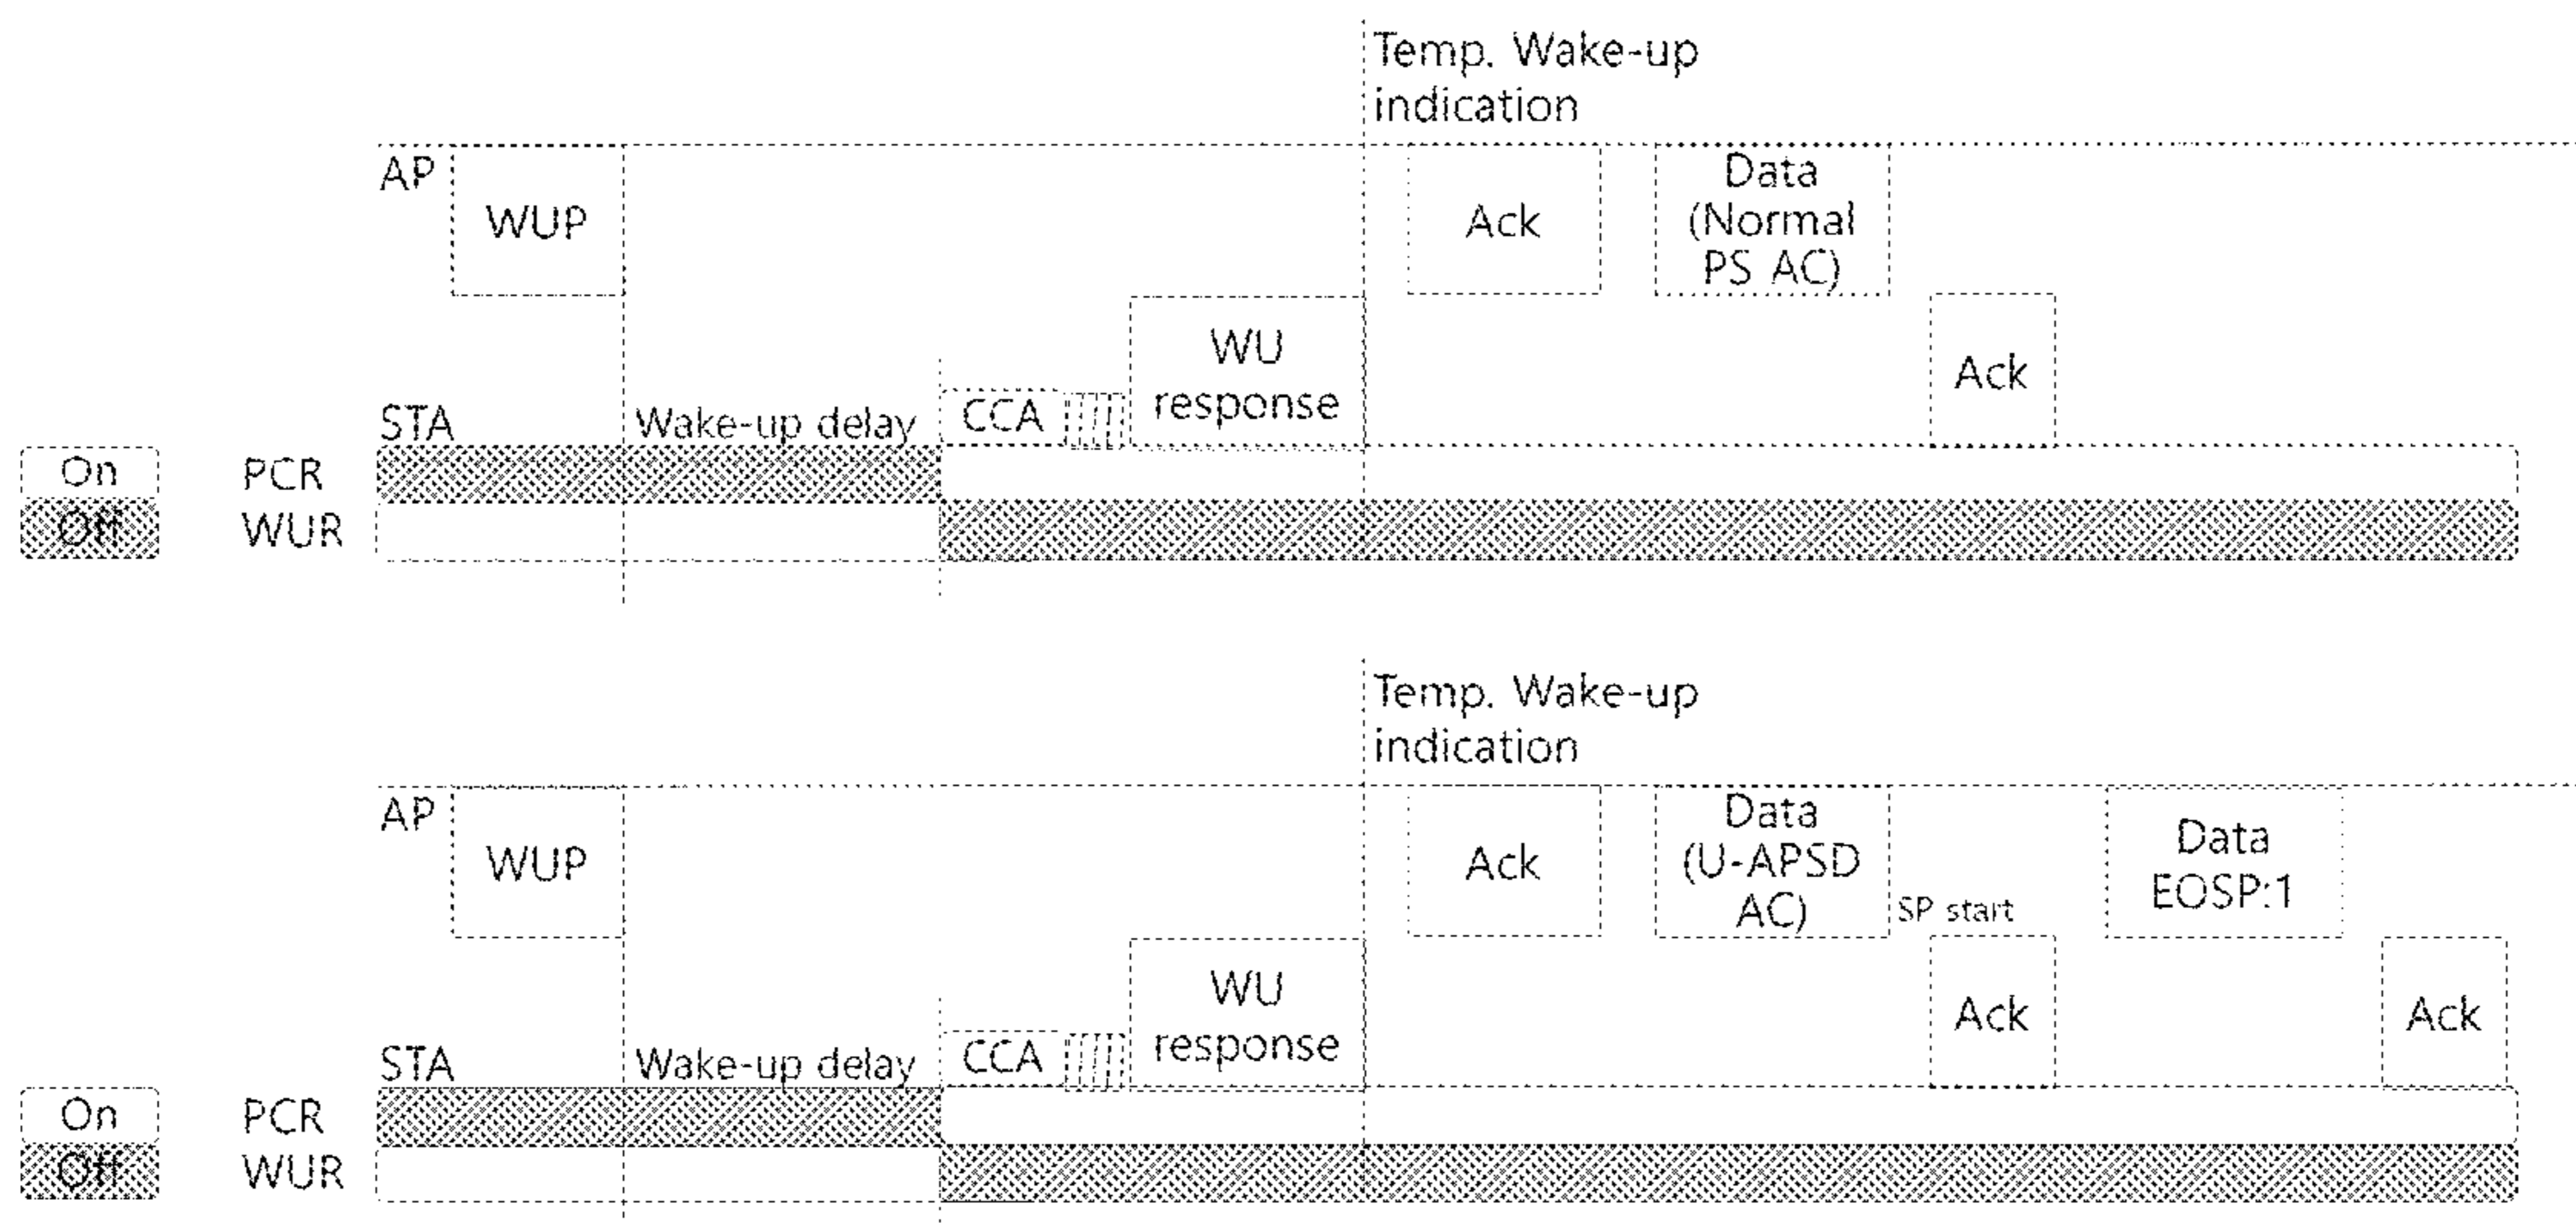 Temp. Wake-up
indication
AP
WUP
Ack
Data
(Normal
PS AC)
WU
response
Ack
STA
Wake-up delay
CCA
On
PCR
Off
WUR
Temp. Wake-up
indication
AP
WUP
Ack
Data
(U-APSD
AC)
SP start
Data
EOSP:1
WU
response
Ack
Ack
STA
Wake-up delay
CCA
On
PCR
Off
WUR